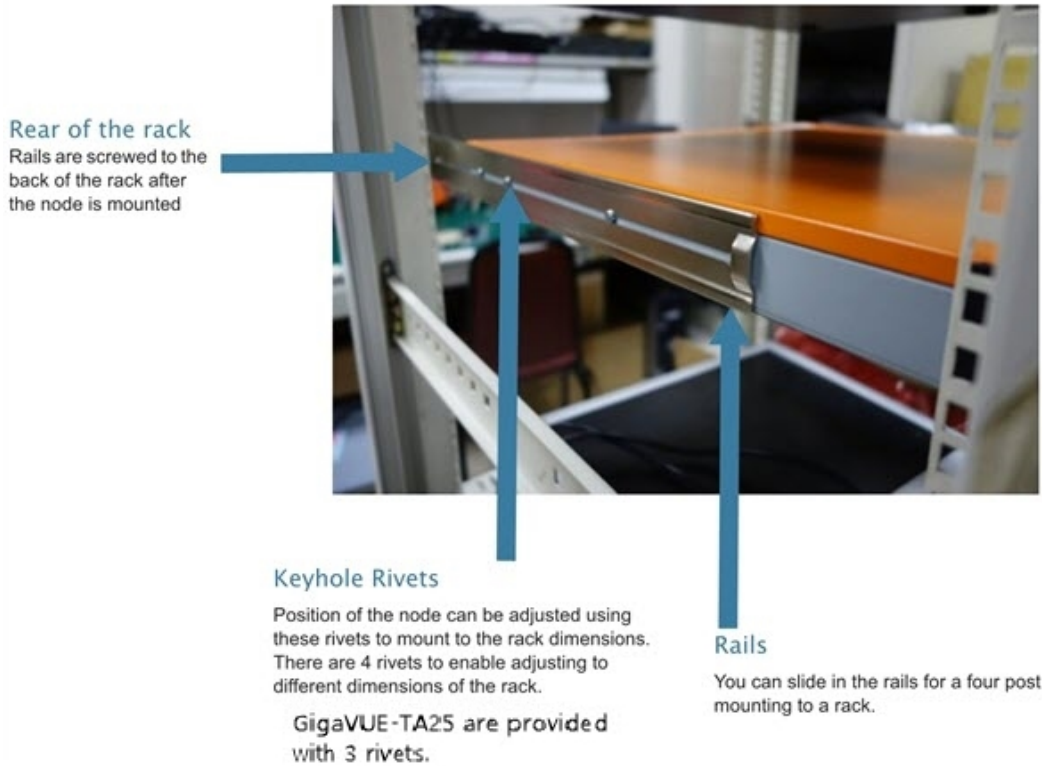 Rear of the rack
Rails are screwed to the
back of the rack after
the node is mounted
Keyhole Rivets
Position of the node can be adjusted using
these rivets to mount to the rack dimensions.
There are 4 rivets to enable adjusting to
different dimensions of the rack.
GigaVUE-TA25 are provided
with 3 rivets.
Rails
You can slide in the rails for a four post
mounting to a rack.